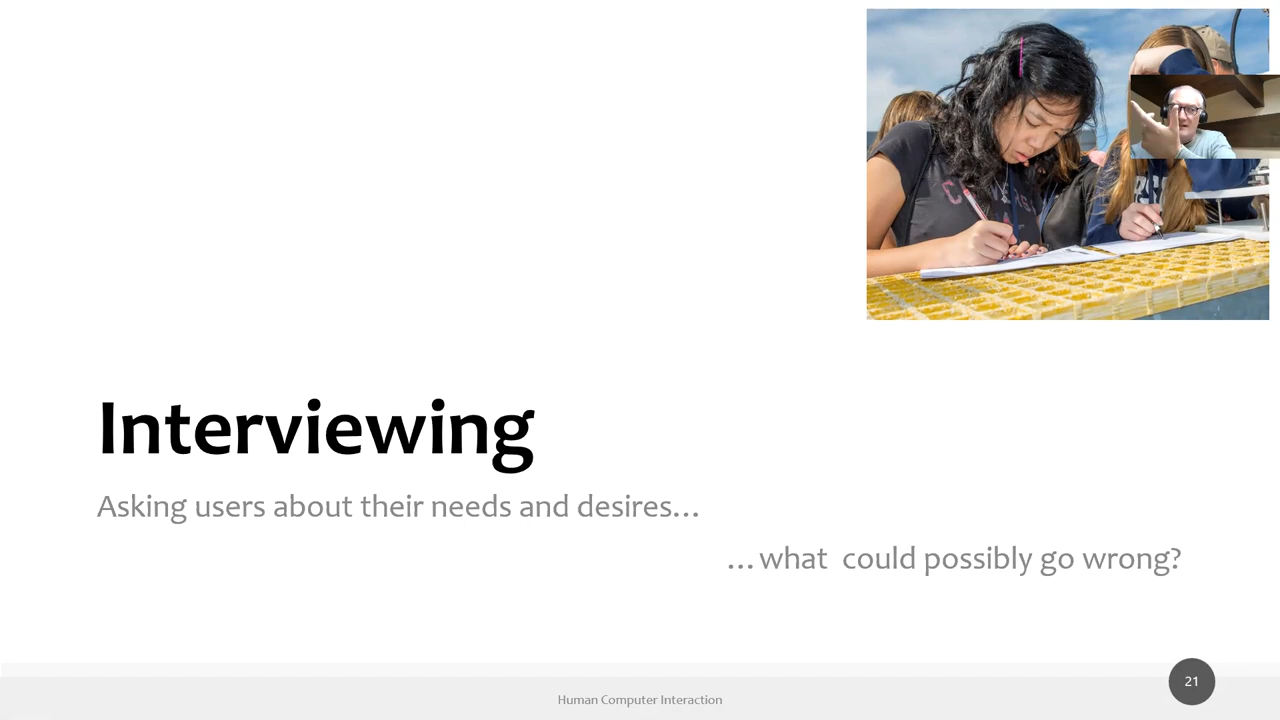 Interviewing
Asking users about their needs and desires…
…what  could possibly go wrong?
Human Computer Interaction
21